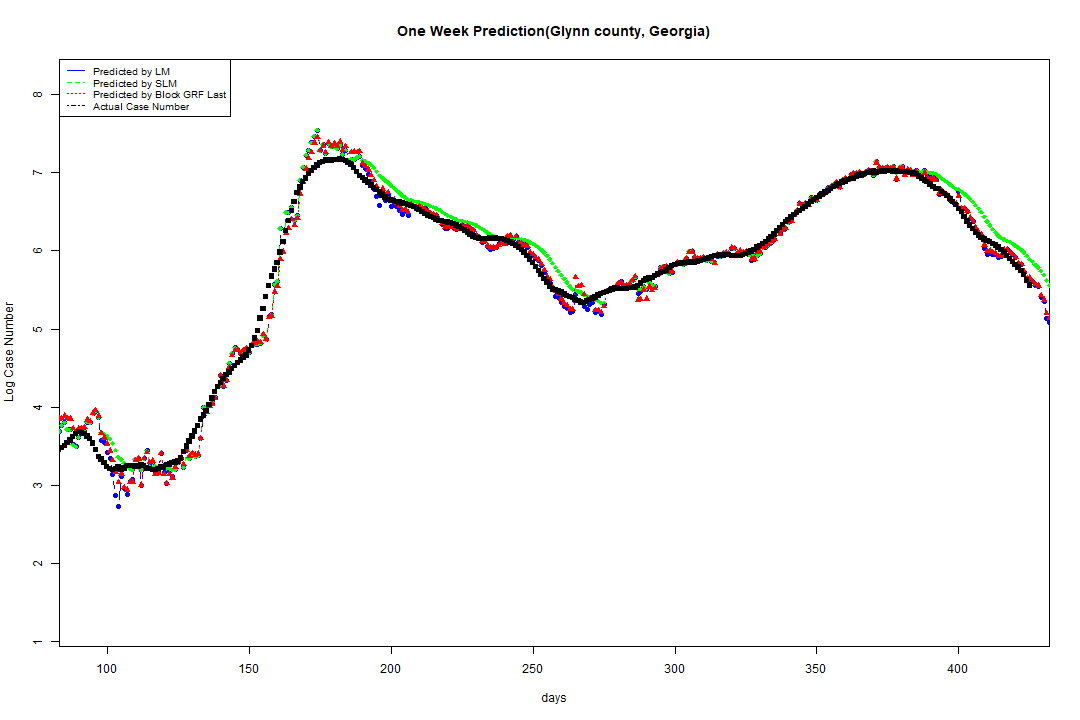 One Week Prediction(Glynn county, Georgia)
Predicted by LM
Predicted by SLM
Predicted by Block GRF Last
Actual Case Number
8
7
6
5
4
3
2
1
Log Case Number
100 150 200 250 300 350 400
days